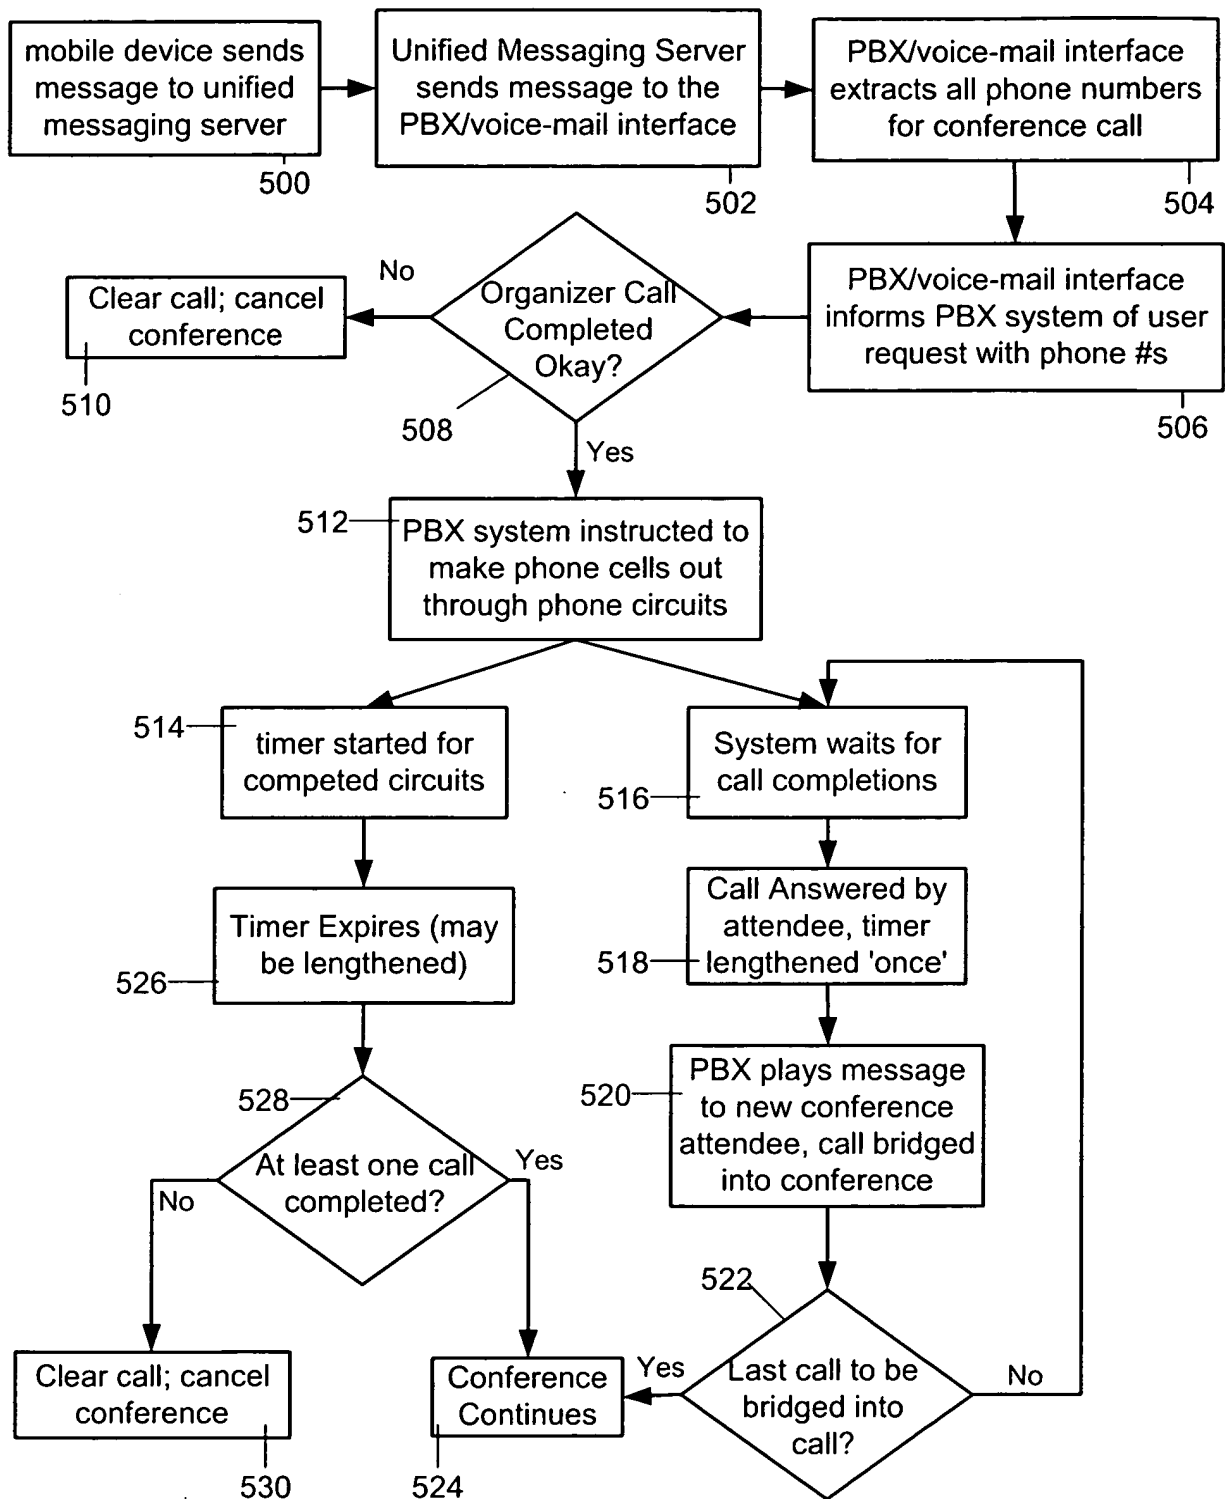 mobile device sends
message to unified
messaging server
500
Unified Messaging Server
sends message to the
PBX/voice-mail interface
502
PBX/voice-mail interface
extracts all phone numbers
for conference call
504
PBX/voice-mail interface
informs PBX system of user
request with phone #s
506
Organizer Call
Completed
Okay?
508
No
Clear call; cancel
conference
510
Yes
512
PBX system instructed to
make phone cells out
through phone circuits
514
timer started for
competed circuits
System waits for
call completions
516
Timer Expires (may
be lengthened)
526
Call Answered by
attendee, timer
lengthened 'once'
518
528
At least one call
completed?
No
Yes
PBX plays message
to new conference
attendee, call bridged
into conference
520
522
Last call to be
bridged into
call?
Yes
No
Clear call; cancel
conference
530
Conference
Continues
524